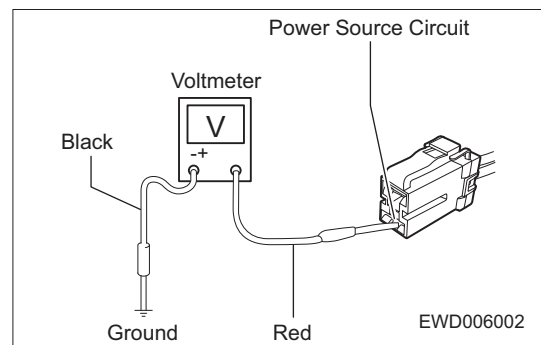 Power Source Circuit
Voltmeter
V
Black
-+
Ground
Red
EWD006002